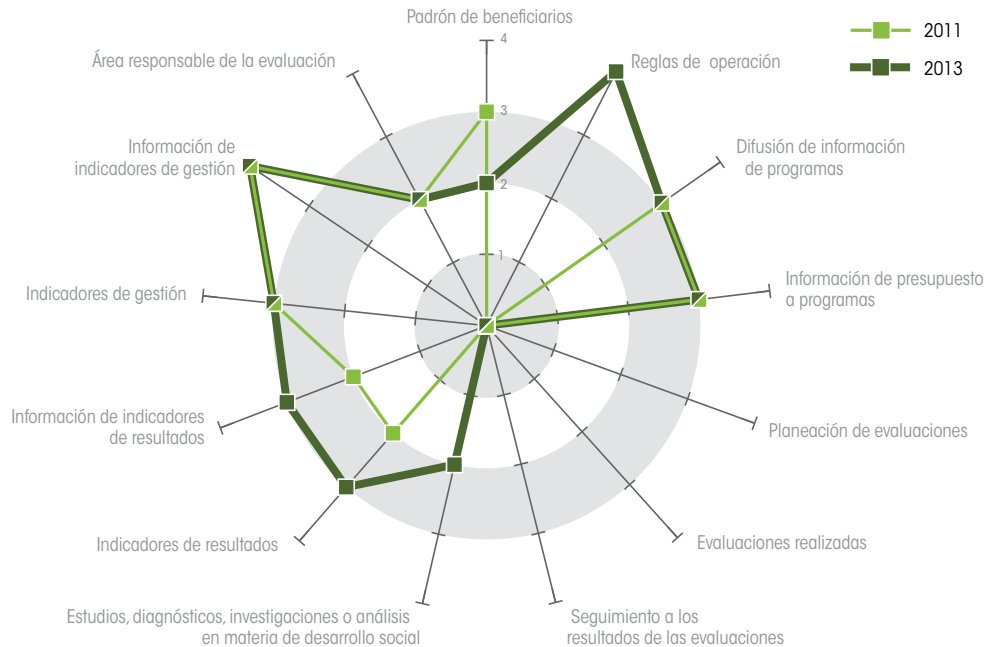 Padrón de beneficiarios
4
3
2
1
2011
2013
Reglas de operación
Difusión de información
de programas
Información de presupuesto
a programas
Planeación de evaluaciones
Evaluaciones realizadas
Seguimiento a los
resultados de las evaluaciones
Estudios, diagnósticos, investigaciones o análisis
en materia de desarrollo social
Indicadores de resultados
Información de indicadores
de resultados
Indicadores de gestión
Información de
indicadores de gestión
Área responsable de la evaluación